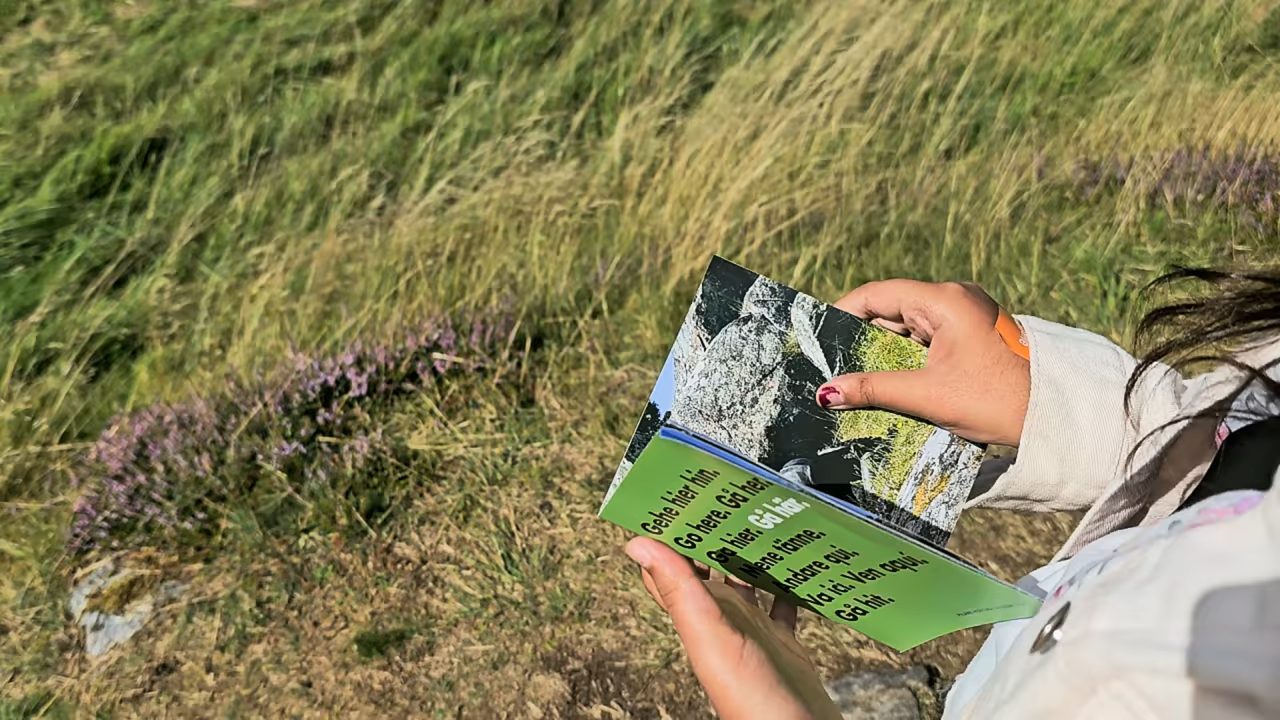 Gehe hier hin.
Go here. Gå her.
Ga hier. Gå här.
Mene tänne.
Andare qui.
Va ici. Ven aquí.
Gå hit.